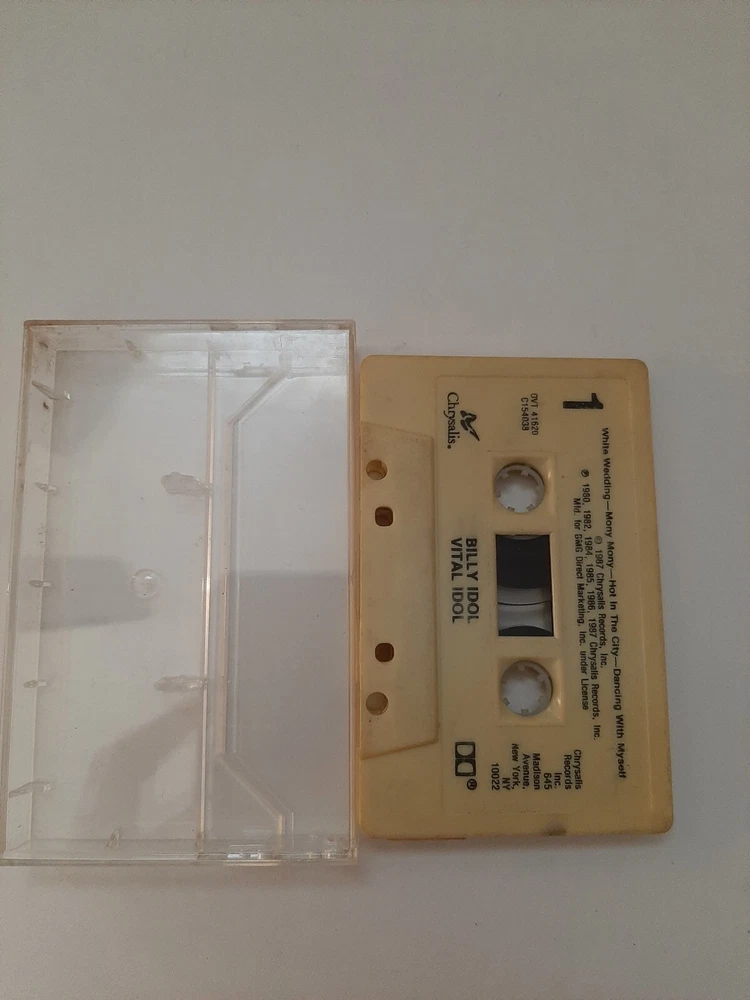 1
White Wedding—Mony Mony—Hot In The City—Dancing With Myself
© 1987 Chrysalis Records, Inc.
℗ 1980, 1982, 1984, 1985, 1986, 1987 Chrysalis Records, Inc.
Mfd. for BMG Direct Marketing, Inc. under License
OVT 41620
C154038
Chrysalis®
Chrysalis
Records
Inc.
645
Madison
Avenue,
New York,
NY
10022
BILLY IDOL
VITAL IDOL
®